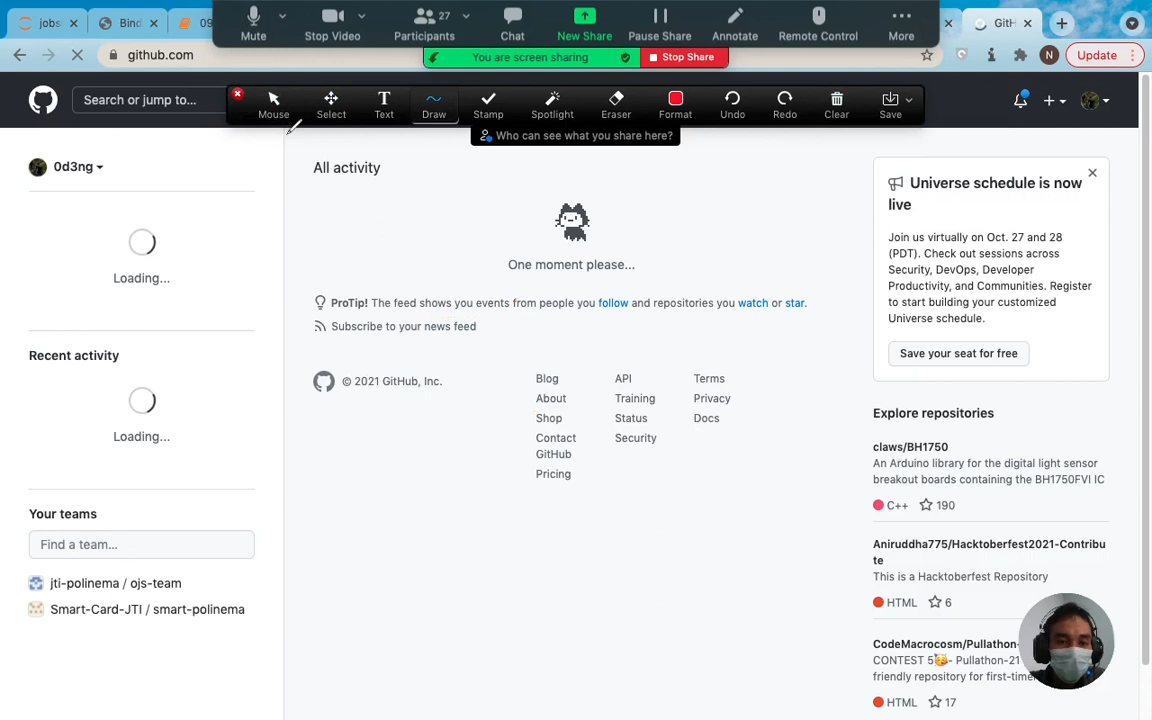 jobs
Bind
09
GitH
Mute
Stop Video
27
Participants
Chat
New Share
Pause Share
Annotate
Remote Control
More
github.com
You are screen sharing
Stop Share
N
Update
Search or jump to...
Mouse
Select
Text
Draw
Stamp
Spotlight
Eraser
Format
Undo
Redo
Clear
Save
Who can see what you share here?
0d3ng
All activity
Universe schedule is now
live
Join us virtually on Oct. 27 and 28
(PDT). Check out sessions across
Security, DevOps, Developer
Productivity, and Communities. Register
to start building your customized
Universe schedule.
Save your seat for free
Loading...
One moment please...
ProTip! The feed shows you events from people you follow and repositories you watch or star.
Subscribe to your news feed
Recent activity
Loading...
© 2021 GitHub, Inc.
Blog
About
Shop
Contact
GitHub
Pricing
API
Training
Status
Security
Terms
Privacy
Docs
Explore repositories
claws/BH1750
An Arduino library for the digital light sensor
breakout boards containing the BH1750FVI IC
C++ 190
Aniruddha775/Hacktoberfest2021-Contribu
te
This is a Hacktoberfest Repository
HTML 6
CodeMacrocosm/Pullathon-
CONTEST 5🥳- Pullathon-21
friendly repository for first-time
HTML 17
Your teams
Find a team...
jti-polinema / ojs-team
Smart-Card-JTI / smart-polinema